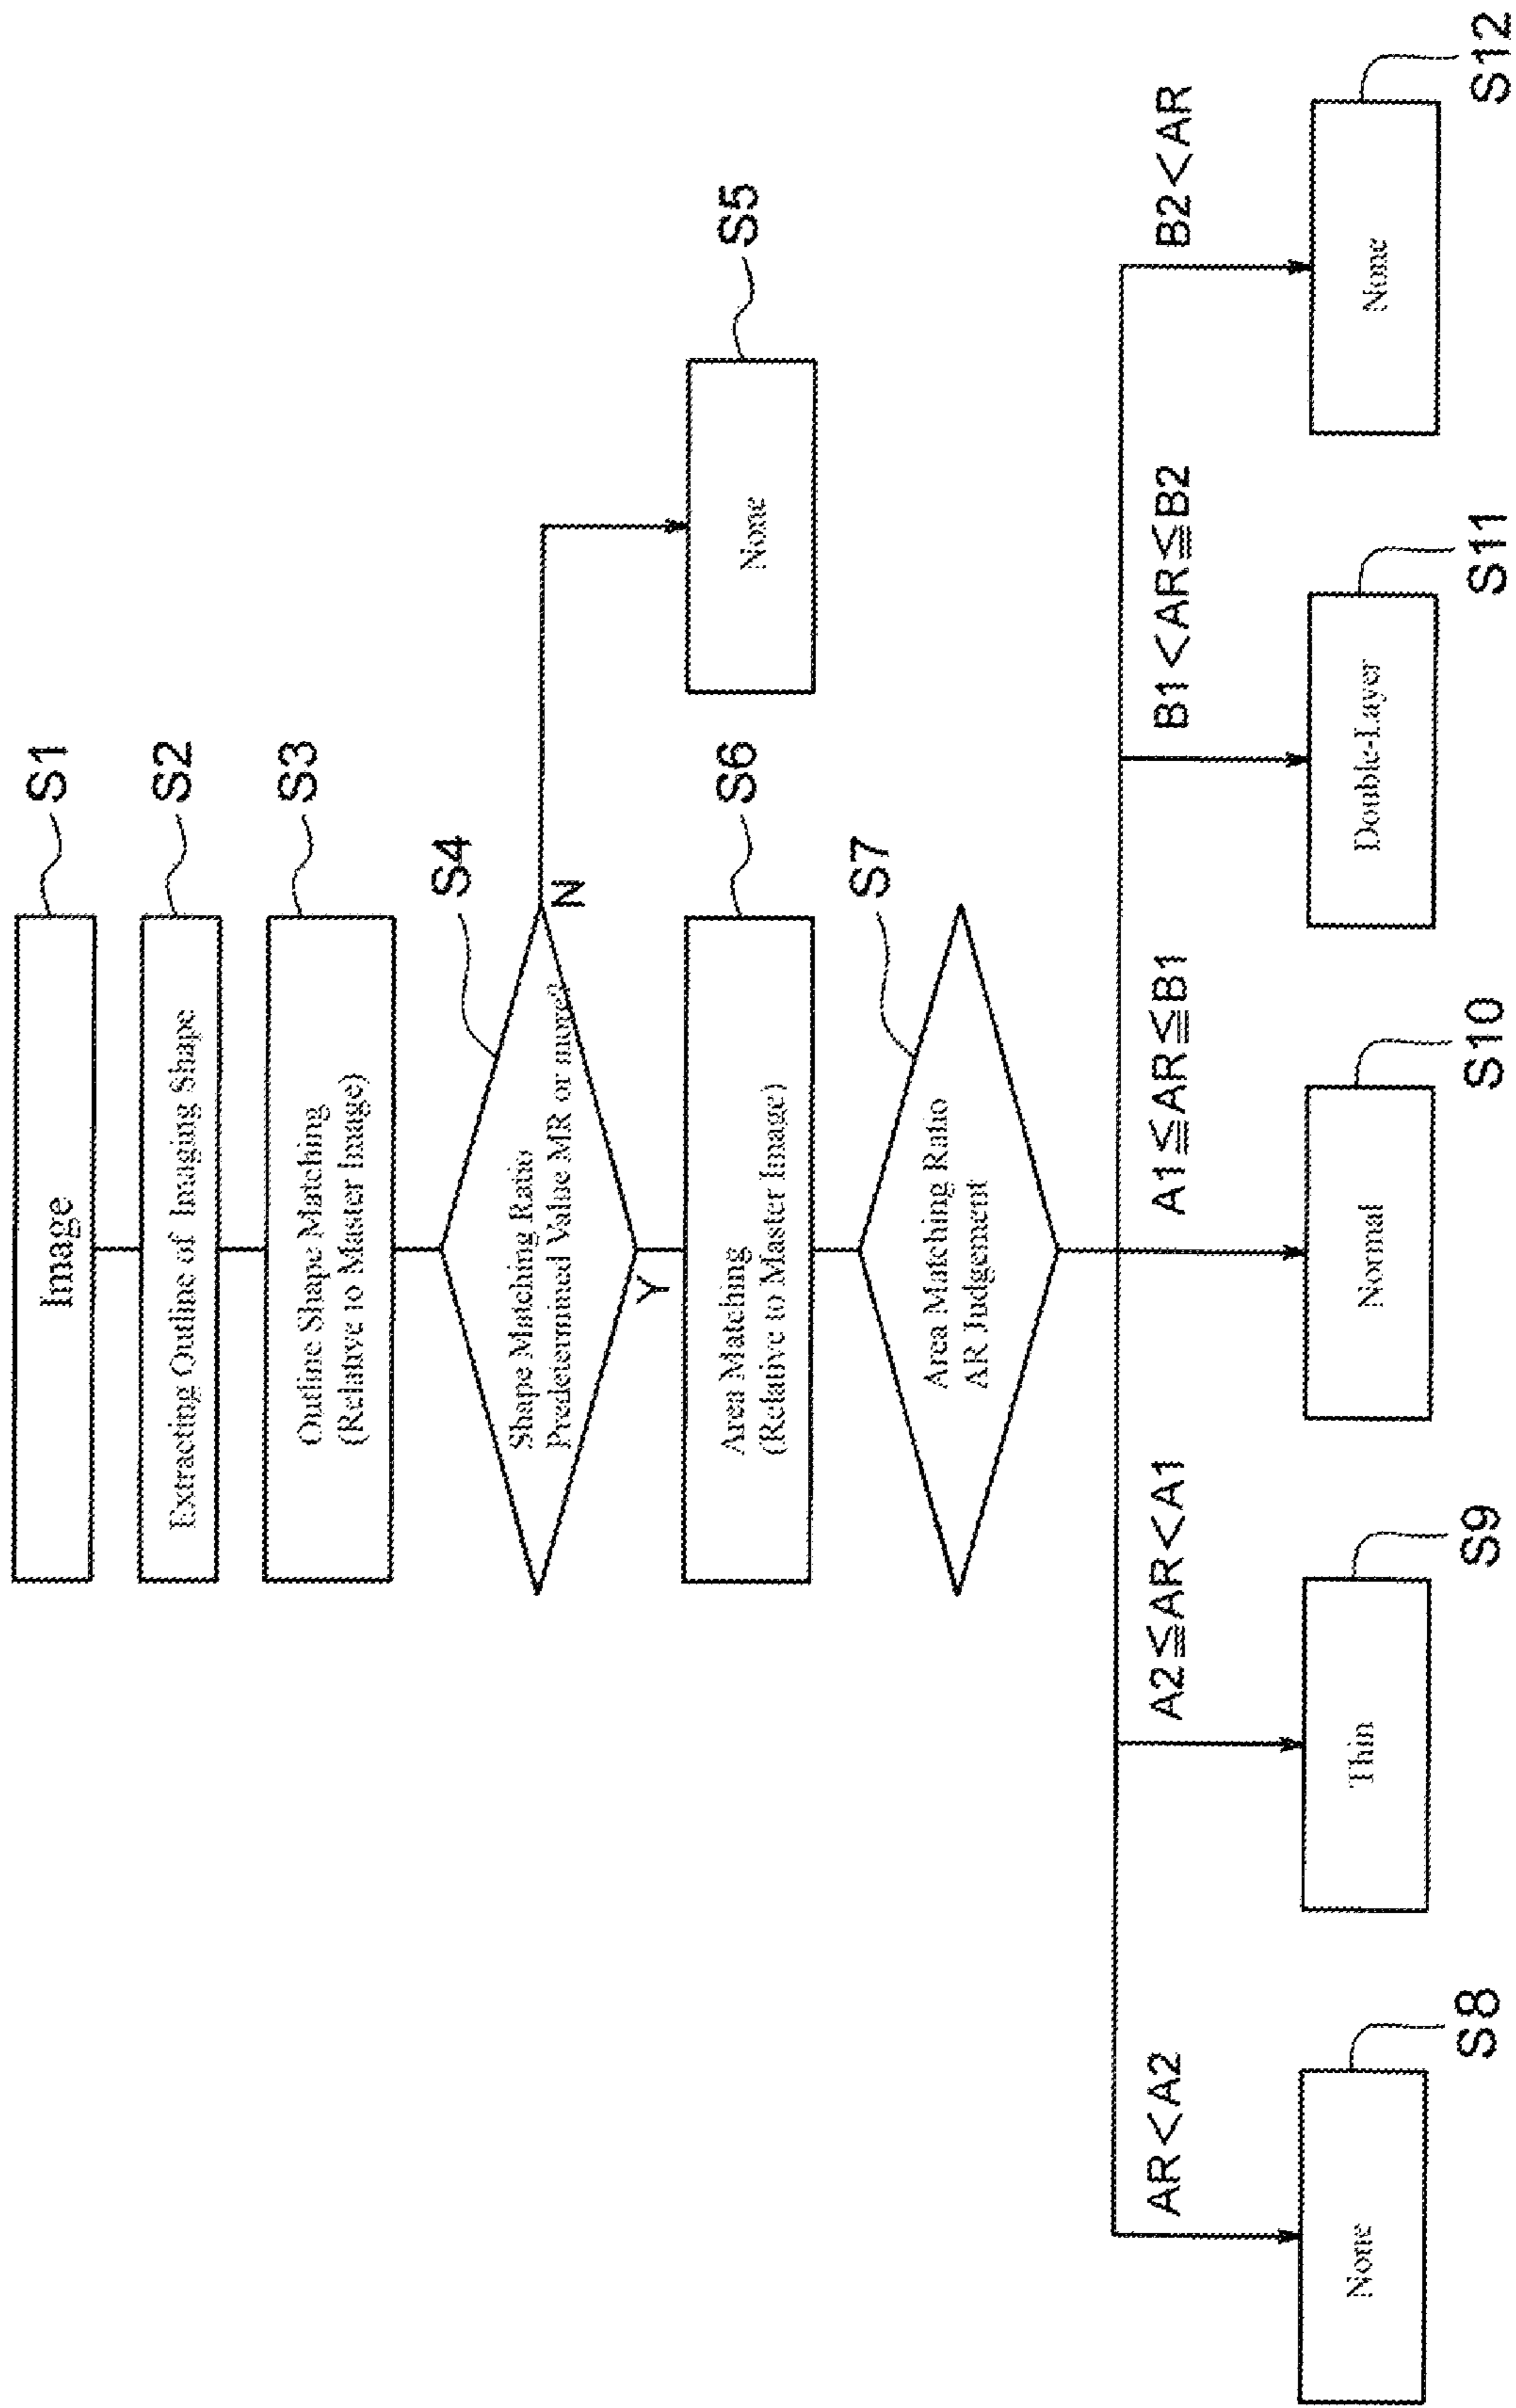 Image
S1
Extracting Outline of Imaging Shape
S2
Outline Shape Matching
(Relative to Master Image)
S3
S4
Shape Matching Ratio
Predetermined Value MR or more?
N
Y
None
S5
Area Matching
(Relative to Master Image)
S6
S7
Area Matching Ratio
AR Judgement
AR<A2
A2≦AR<A1
A1≦AR≦B1
B1<AR≦B2
B2<AR
None
Thin
Normal
Double-Layer
None
S8
S9
S10
S11
S12